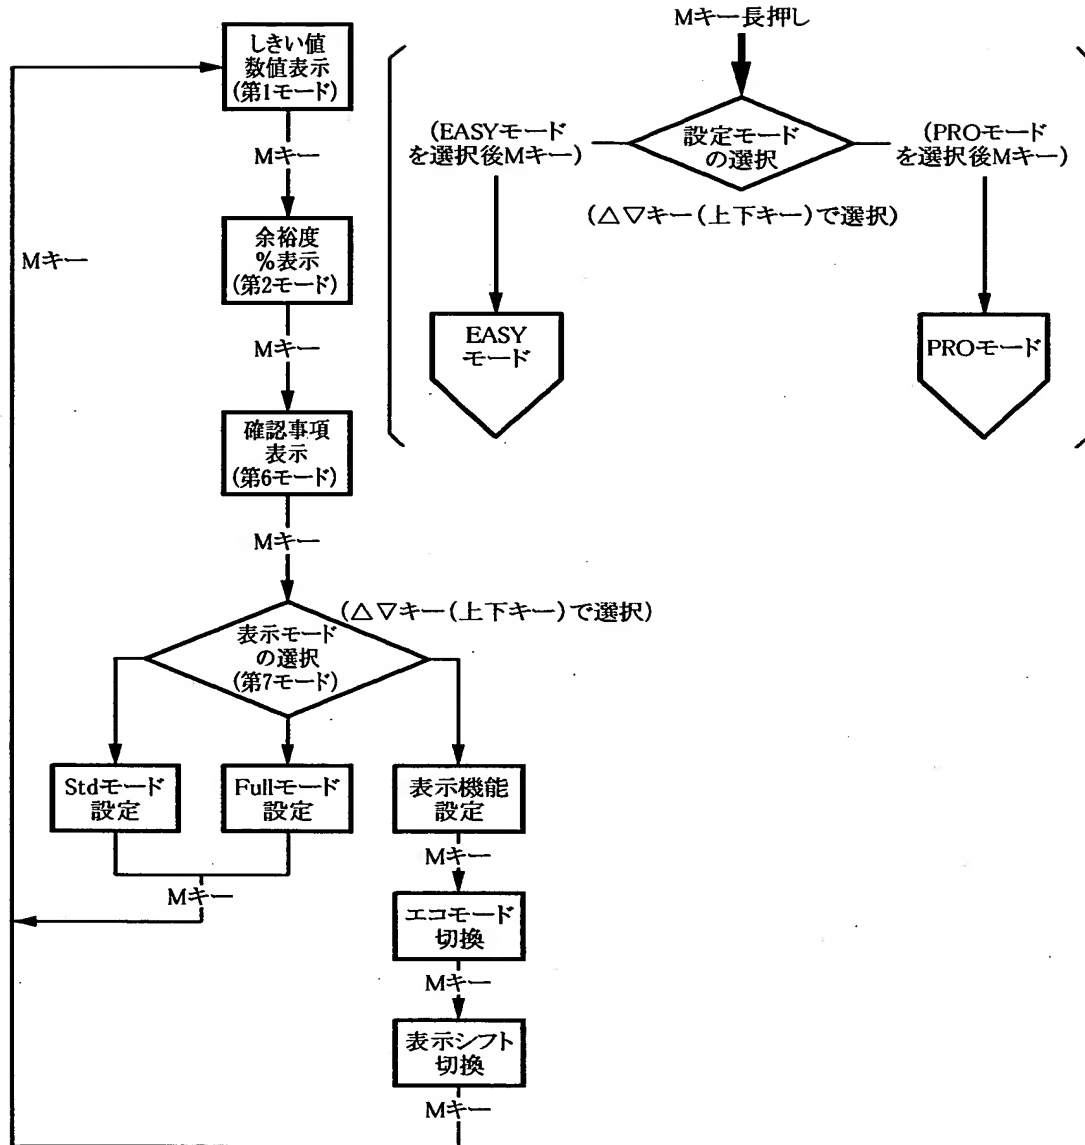 しきい値
数値表示
(第1モード)
Mキー
余裕度
%表示
(第2モード)
Mキー
Mキー
確認事項
表示
(第6モード)
Mキー
(△▽キー(上下キー)で選択)
表示モード
の選択
(第7モード)
Stdモード
設定
Fullモード
設定
表示機能
設定
Mキー
Mキー
エコモード
切換
Mキー
表示シフト
切換
Mキー
Mキー長押し
設定モード
の選択
(EASYモード
を選択後Mキー)
(PROモード
を選択後Mキー)
(△▽キー(上下キー)で選択)
EASY
モード
PROモード